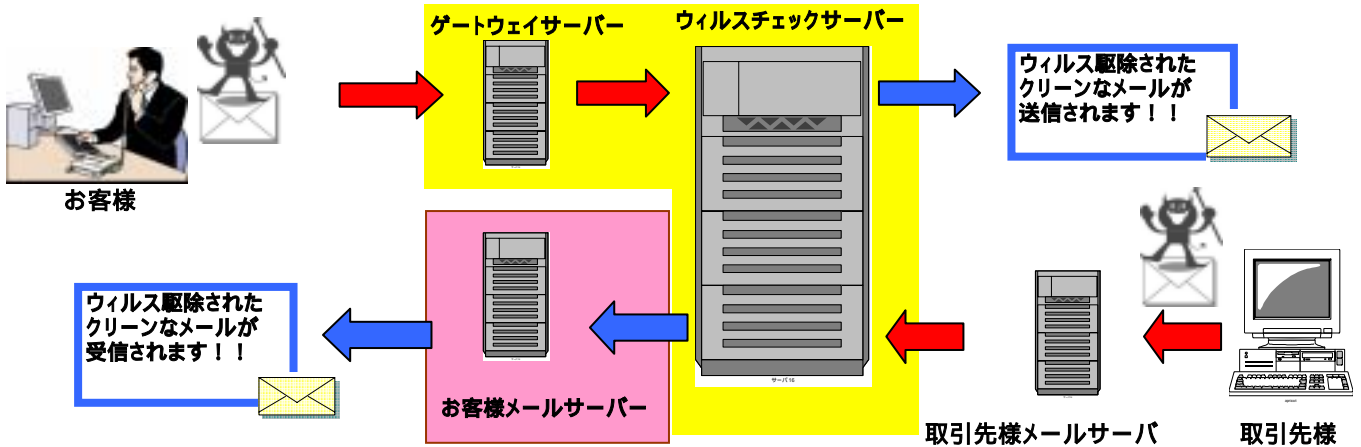 ゲートウェイサーバー
ウィルスチェックサーバー
ウィルス駆除された
クリーンなメールが
送信されます！！
お客様
ウィルス駆除された
クリーンなメールが
受信されます！！
サーバ16
お客様メールサーバー
取引先様メールサーバ
取引先様